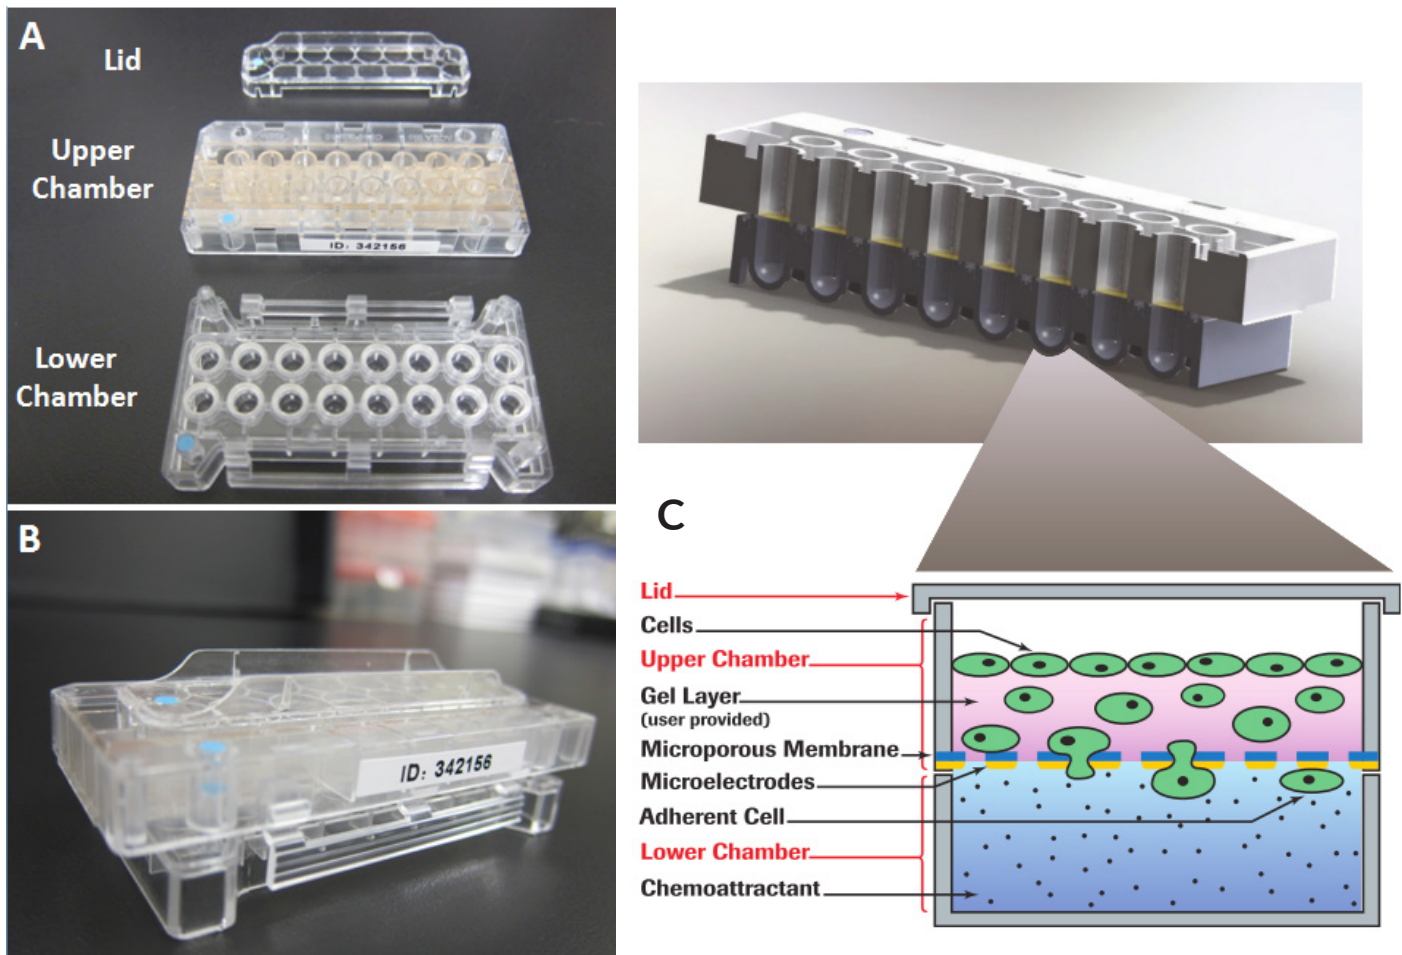 A
Lid
Upper
Chamber
ID: 342156
Lower
Chamber
B
ID: 342156
C
Lid
Cells
Upper Chamber
Gel Layer
(user provided)
Microporous Membrane
Microelectrodes
Adherent Cell
Lower Chamber
Chemoattractant